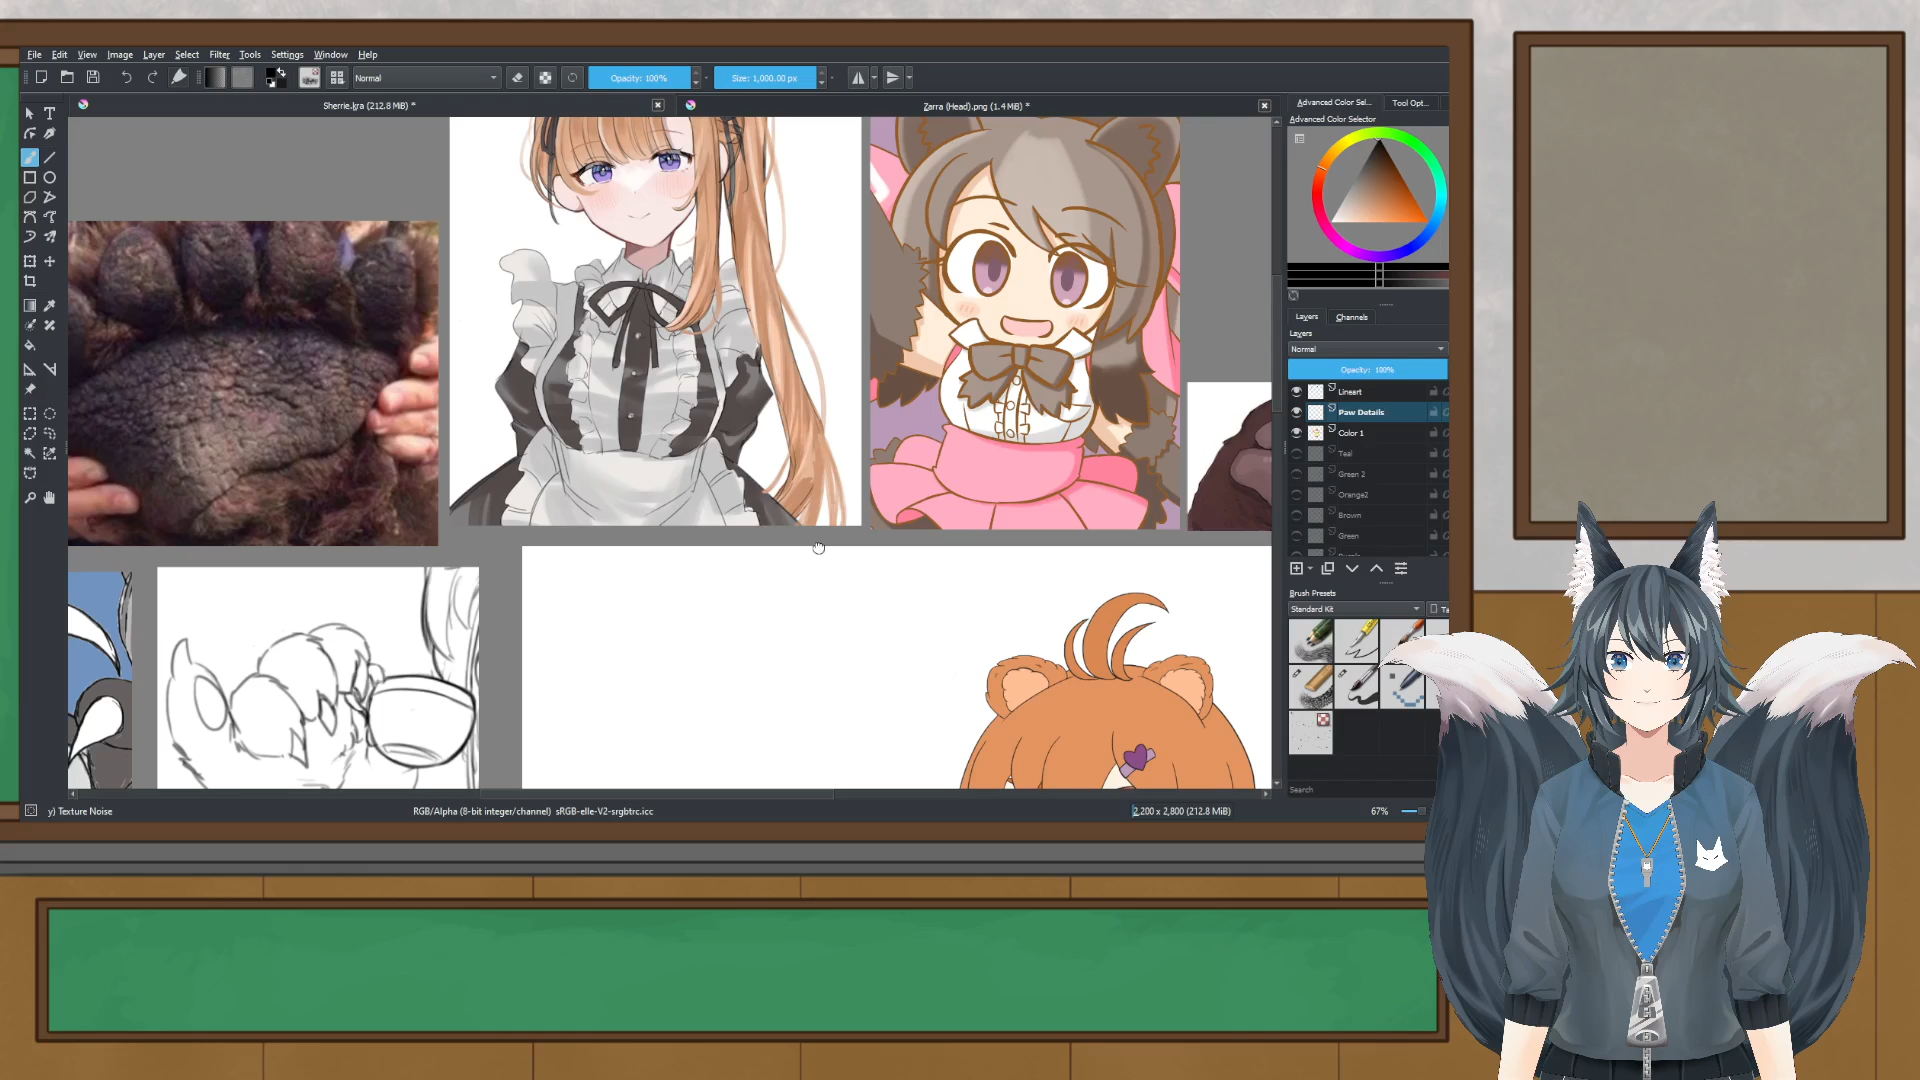 File Edit View Image Layer Select Filter Tools Settings Window Help
Normal
Opacity: 100%
Size: 1,000.00 px
Sherrie.kra (212.8 MiB) *
Zarra (Head).png (1.4 MiB) *
Advanced Color Sel...
Tool Opt...
Advanced Color Selector
Layers
Channels
Layers
Normal
Opacity: 100%
Lineart
Paw Details
Color 1
Teal
Green 2
Orange2
Brown
Green
Brush Presets
Standard Kit
Ta
Search
y) Texture Noise
RGB/Alpha (8-bit integer/channel) sRGB-elle-V2-srgbtrc.icc
2,200 x 2,800 (212.8 MiB)
67%